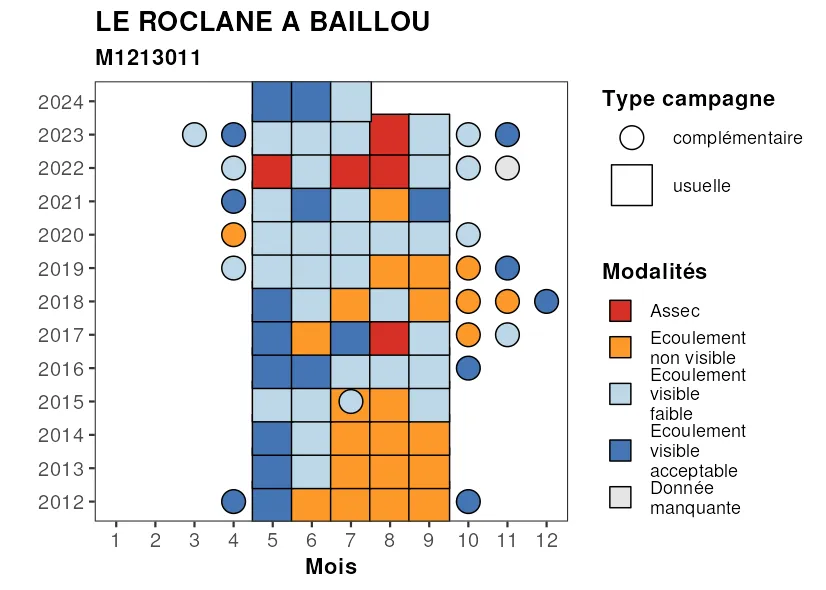 LE ROCLANE A BAILLOU
M1213011
2024
2023
2022
2021
2020
2019
2018
2017
2016
2015
2014
2013
2012
1 2 3 4 5 6 7 8 9 10 11 12
Mois
Type campagne
complémentaire
usuelle
Modalités
Assec
Ecoulement
non visible
Ecoulement
visible
faible
Ecoulement
visible
acceptable
Donnée
manquante